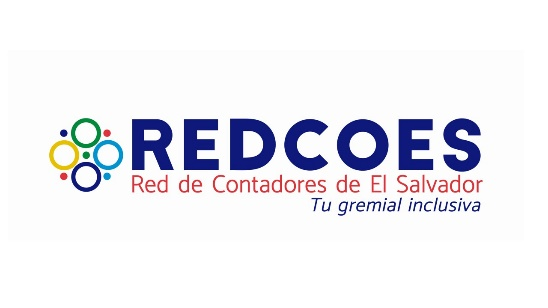 REDCOES
Red de Contadores de El Salvador
Tu gremial inclusiva